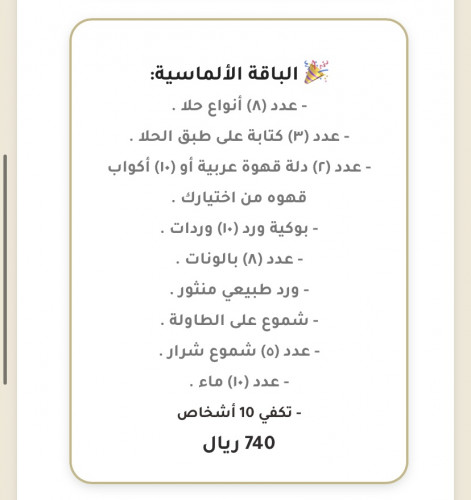 🎉 الباقة الألماسية:
- عدد (٨) أنواع حلا .
- عدد (٣) كتابة على طبق الحلا .
- عدد (٢) دلة قهوة عربية أو (١٠) أكواب
قهوه من اختيارك .
- بوكية ورد (١٠) وردات .
- عدد (٨) بالونات .
- ورد طبيعي منثور .
- شموع على الطاولة .
- عدد (٥) شموع شرار .
- عدد (١٠) ماء .
- تكفي 10 أشخاص
740 ريال